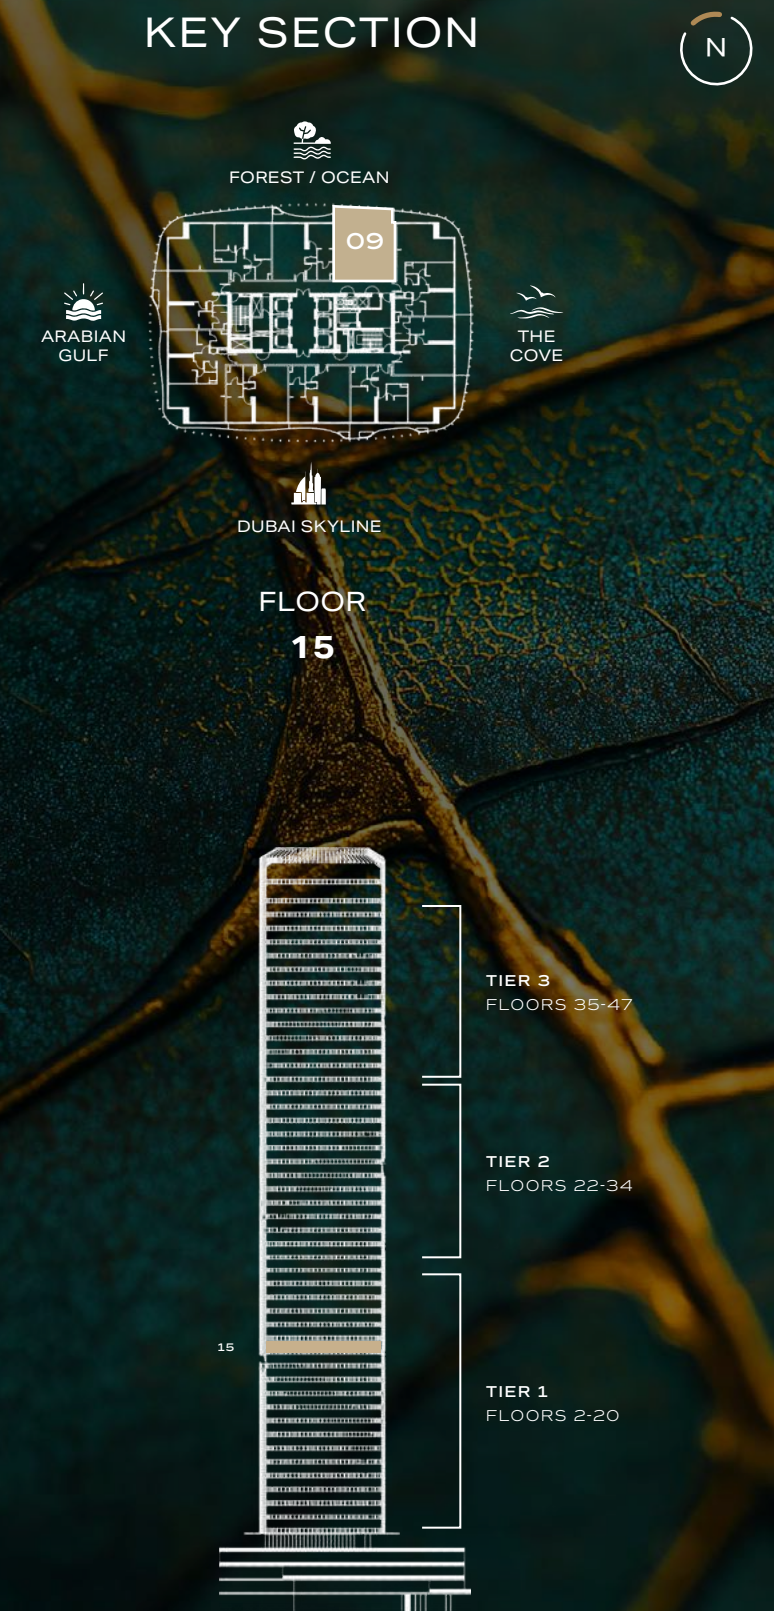 KEY SECTION
N
FOREST / OCEAN
09
ARABIAN
GULF
THE
COVE
DUBAI SKYLINE
FLOOR
15
TIER 3
FLOORS 35-47
TIER 2
FLOORS 22-34
15
TIER 1
FLOORS 2-20